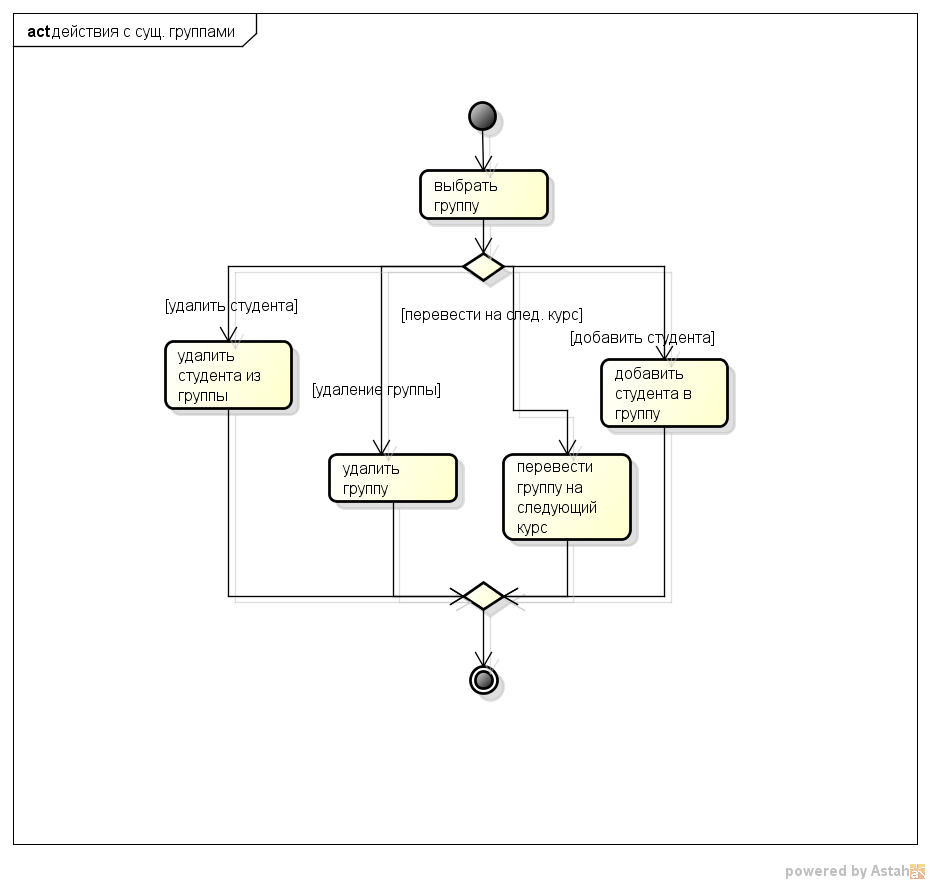 act действия с сущ. группами
выбрать
группу
[удалить студента]
[перевести на след. курс]
[добавить студента]
удалить
студента из
группы
добавить
студента в
группу
[удаление группы]
удалить
группу
перевести
группу на
следующий
курс
powered by Astah